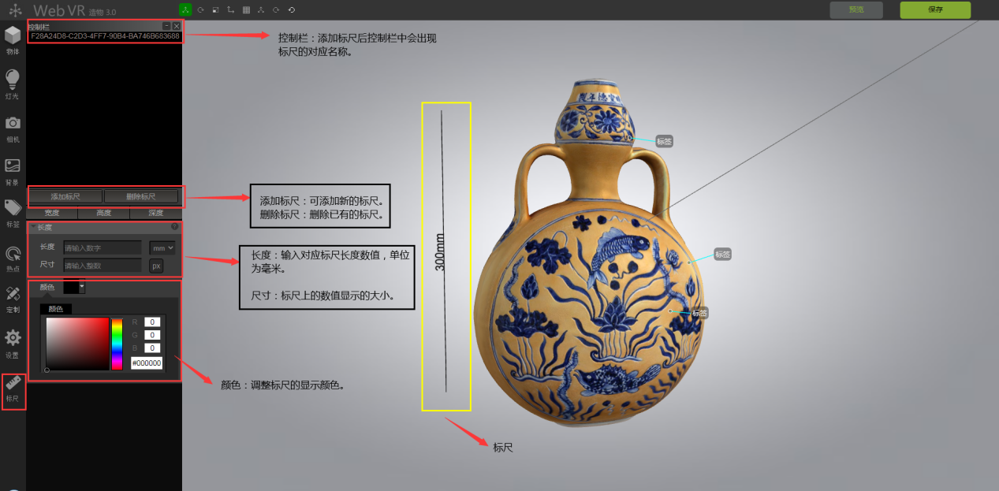 Web VR 造物 3.0
预览
保存
控制栏
F28A24D8-C2D3-4FF7-90B4-BA746B683688
控制栏：添加标尺后控制栏中会出现
标尺的对应名称。
物体
灯光
相机
背景
标签
热点
定制
设置
标尺
添加标尺 删除标尺
宽度 高度 深度
长度
长度 请输入数字 mm
尺寸 请输入整数 px
颜色
颜色
R 0
G 0
B 0
#000000
添加标尺：可添加新的标尺。
删除标尺：删除已有的标尺。
长度：输入对应标尺长度数值，单位
为毫米。
尺寸：标尺上的数值显示的大小。
颜色：调整标尺的显示颜色。
300mm
标尺
标签
标签
标签